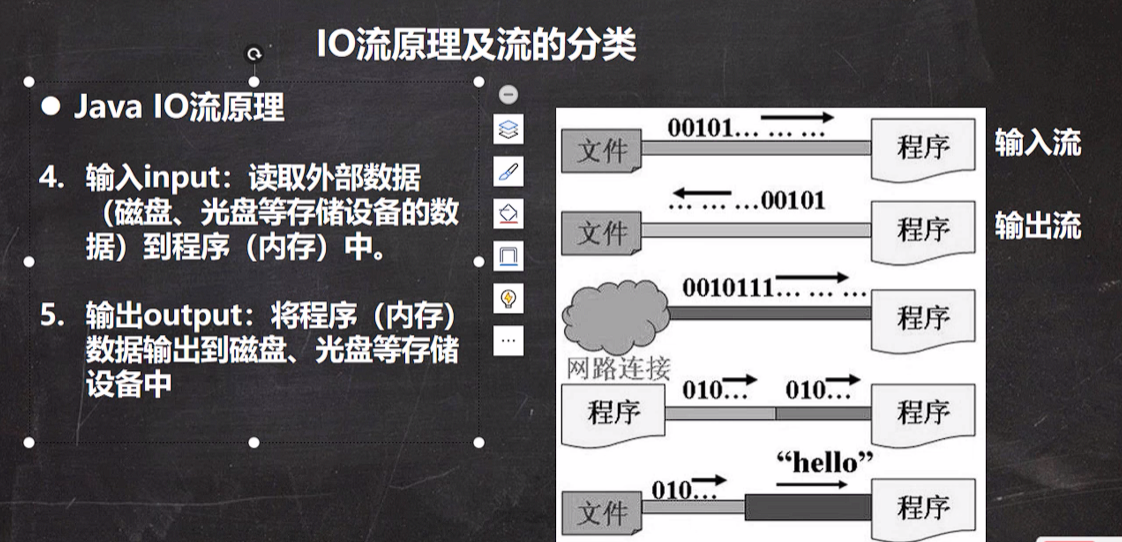 IO流原理及流的分类
● Java IO流原理
4. 输入input：读取外部数据
（磁盘、光盘等存储设备的数
据）到程序（内存）中。
5. 输出output：将程序（内存）
数据输出到磁盘、光盘等存储
设备中
00101… … …
文件
程序
输入流
… … …00101
文件
程序
输出流
0010111… … …
程序
网路连接
010…
010…
程序
程序
“hello”
010…
文件
程序